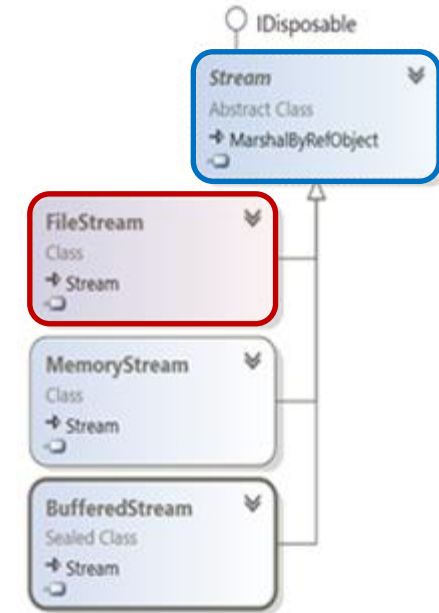 IDisposable
Stream
Abstract Class
MarshalByRefObject
FileStream
Class
Stream
MemoryStream
Class
Stream
BufferedStream
Sealed Class
Stream